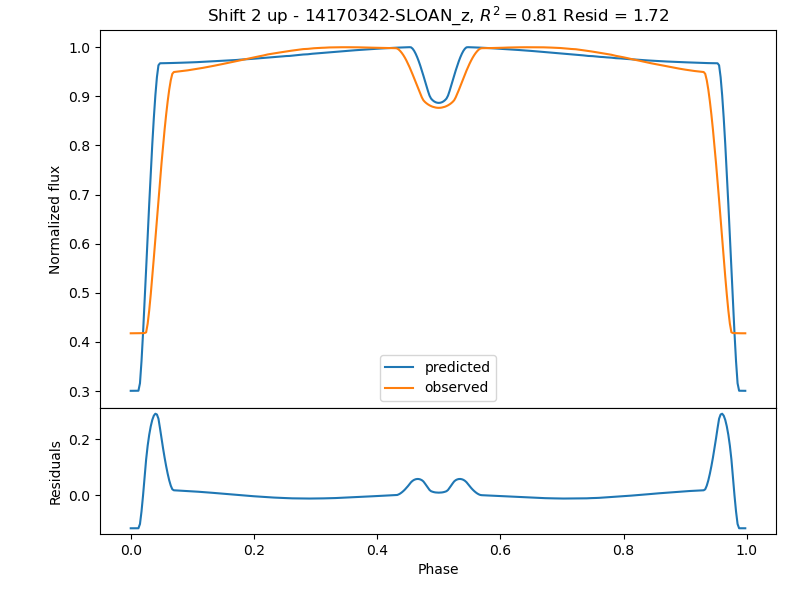 Shift 2 up - 14170342-SLOAN_z, R² = 0.81 Resid = 1.72
1.0
0.9
0.8
0.7
0.6
0.5
0.4
0.3
Normalized flux
predicted
observed
0.2
0.0
Residuals
0.0 0.2 0.4 0.6 0.8 1.0
Phase